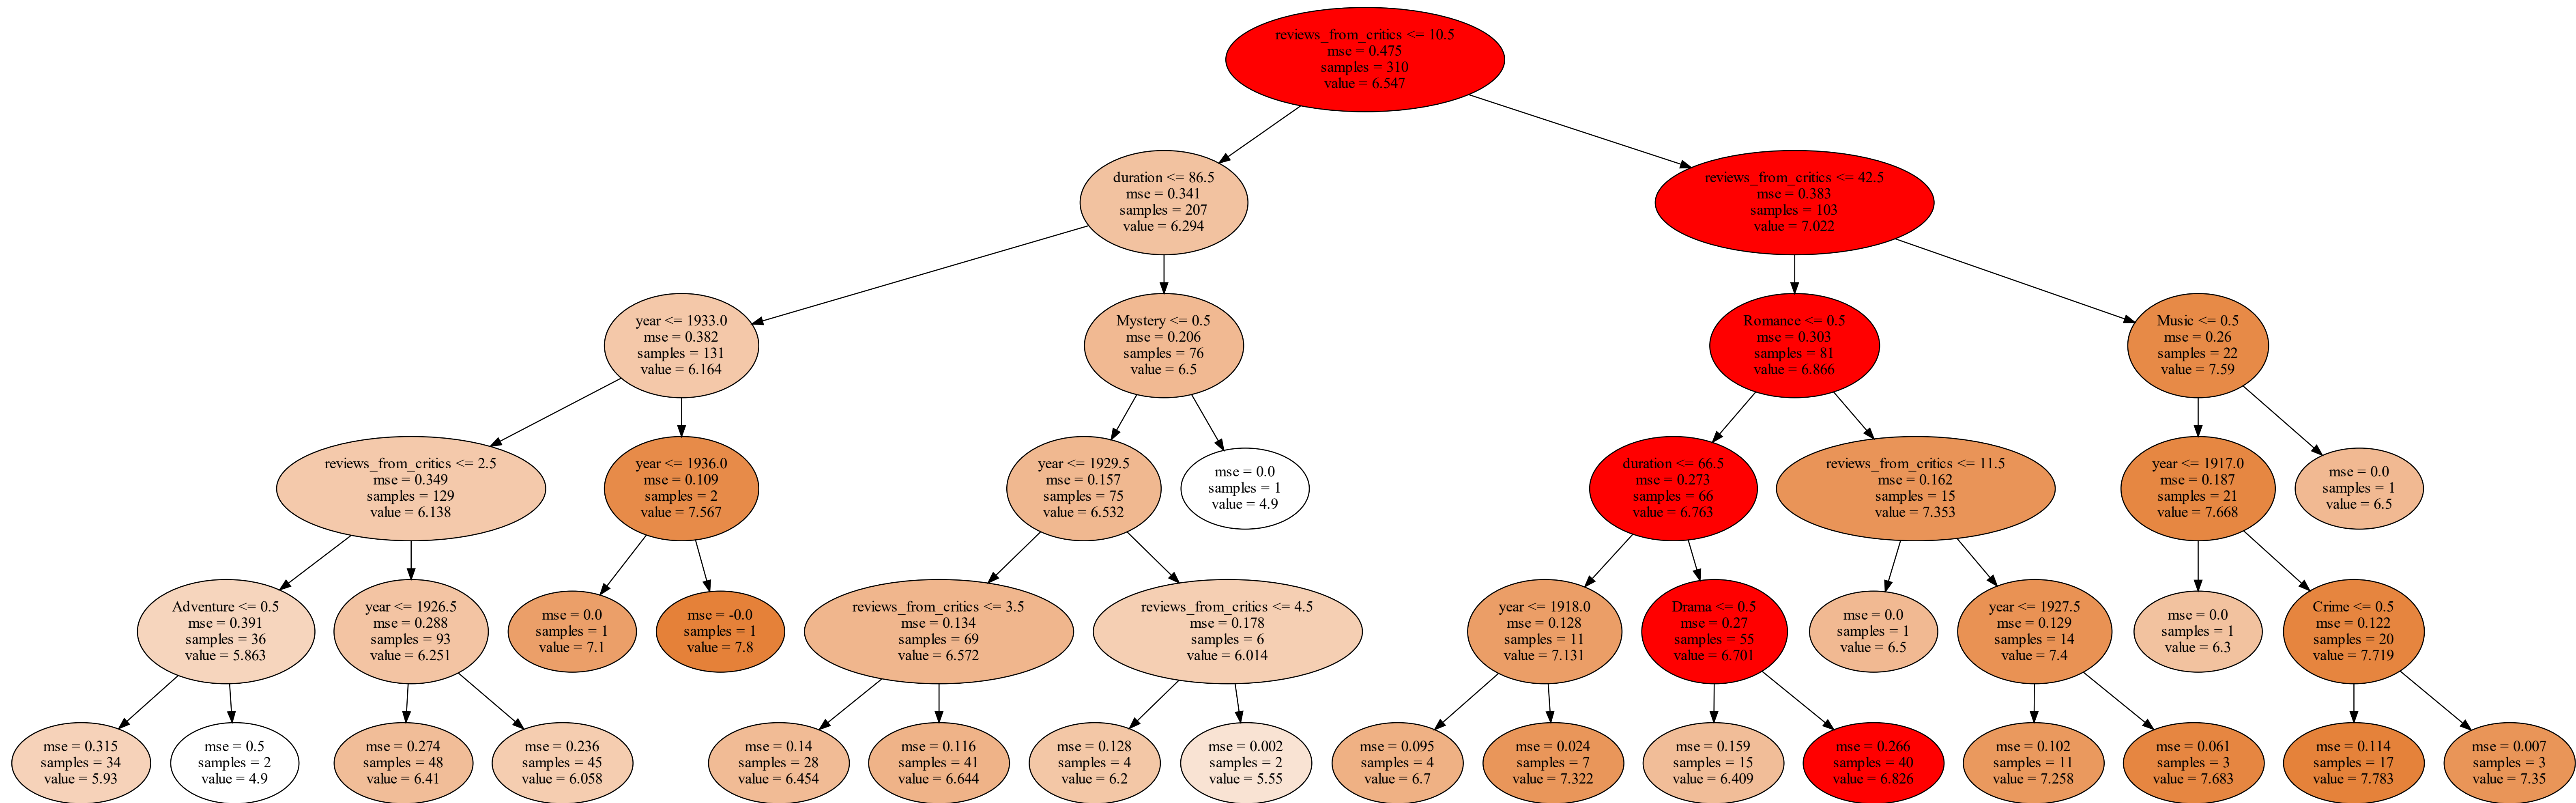 reviews_from_critics <= 10.5
mse = 0.475
samples = 310
value = 6.547
duration <= 86.5
mse = 0.341
samples = 207
value = 6.294
reviews_from_critics <= 42.5
mse = 0.383
samples = 103
value = 7.022
year <= 1933.0
mse = 0.382
samples = 131
value = 6.164
Mystery <= 0.5
mse = 0.206
samples = 76
value = 6.5
Romance <= 0.5
mse = 0.303
samples = 81
value = 6.866
Music <= 0.5
mse = 0.26
samples = 22
value = 7.59
reviews_from_critics <= 2.5
mse = 0.349
samples = 129
value = 6.138
year <= 1936.0
mse = 0.109
samples = 2
value = 7.567
year <= 1929.5
mse = 0.157
samples = 75
value = 6.532
mse = 0.0
samples = 1
value = 4.9
duration <= 66.5
mse = 0.273
samples = 66
value = 6.763
reviews_from_critics <= 11.5
mse = 0.162
samples = 15
value = 7.353
year <= 1917.0
mse = 0.187
samples = 21
value = 7.668
mse = 0.0
samples = 1
value = 6.5
Adventure <= 0.5
mse = 0.391
samples = 36
value = 5.863
year <= 1926.5
mse = 0.288
samples = 93
value = 6.251
mse = 0.0
samples = 1
value = 7.1
mse = -0.0
samples = 1
value = 7.8
reviews_from_critics <= 3.5
mse = 0.134
samples = 69
value = 6.572
reviews_from_critics <= 4.5
mse = 0.178
samples = 6
value = 6.014
year <= 1918.0
mse = 0.128
samples = 11
value = 7.131
Drama <= 0.5
mse = 0.27
samples = 55
value = 6.701
mse = 0.0
samples = 1
value = 6.5
year <= 1927.5
mse = 0.129
samples = 14
value = 7.4
mse = 0.0
samples = 1
value = 6.3
Crime <= 0.5
mse = 0.122
samples = 20
value = 7.719
mse = 0.315
samples = 34
value = 5.93
mse = 0.5
samples = 2
value = 4.9
mse = 0.274
samples = 48
value = 6.41
mse = 0.236
samples = 45
value = 6.058
mse = 0.14
samples = 28
value = 6.454
mse = 0.116
samples = 41
value = 6.644
mse = 0.128
samples = 4
value = 6.2
mse = 0.002
samples = 2
value = 5.55
mse = 0.095
samples = 4
value = 6.7
mse = 0.024
samples = 7
value = 7.322
mse = 0.159
samples = 15
value = 6.409
mse = 0.266
samples = 40
value = 6.826
mse = 0.102
samples = 11
value = 7.258
mse = 0.061
samples = 3
value = 7.683
mse = 0.114
samples = 17
value = 7.783
mse = 0.007
samples = 3
value = 7.35